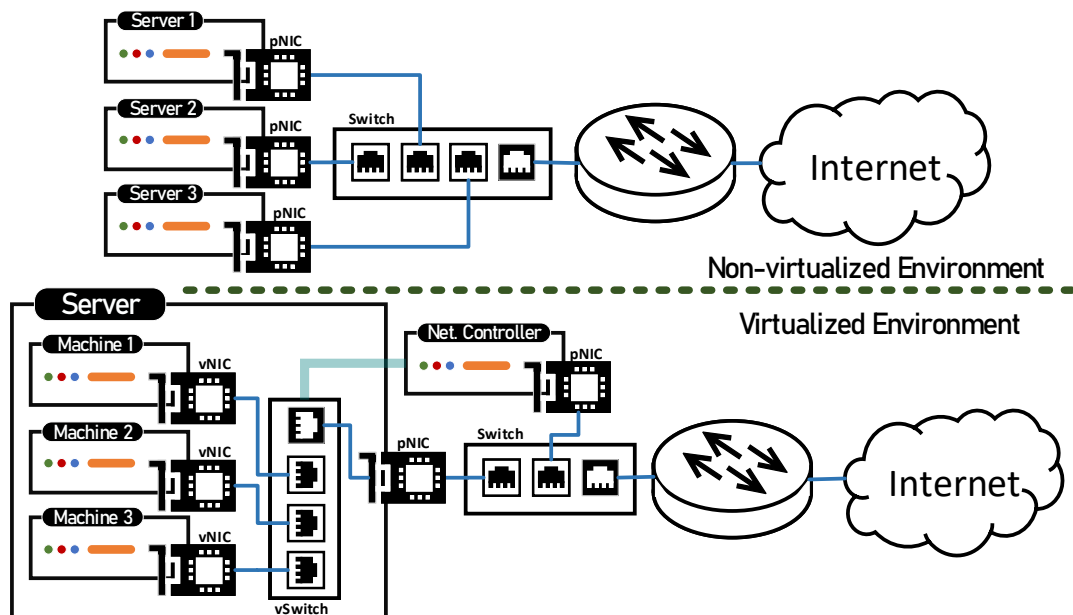 Server 1
pNIC
Server 2
pNIC
Switch
Server 3
pNIC
Internet
Non-virtualized Environment
Server
Virtualized Environment
Machine 1
vNIC
Net. Controller
pNIC
Machine 2
vNIC
Switch
pNIC
Internet
Machine 3
vNIC
vSwitch